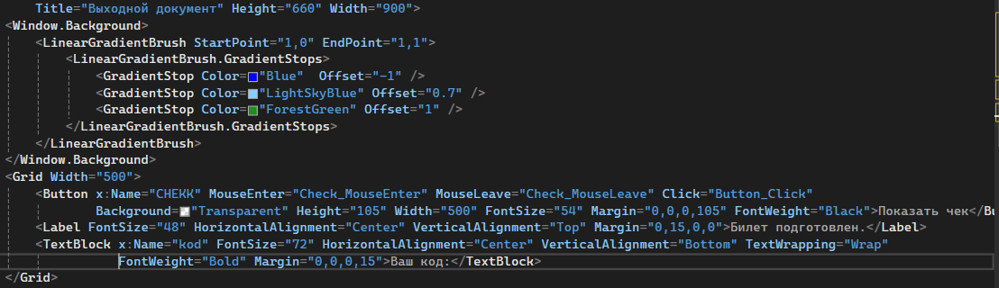 Title="Выходной документ" Height="660" Width="900">
<Window.Background>
<LinearGradientBrush StartPoint="1,0" EndPoint="1,1">
<LinearGradientBrush.GradientStops>
<GradientStop Color="Blue"  Offset="-1" />
<GradientStop Color="LightSkyBlue" Offset="0.7" />
<GradientStop Color="ForestGreen" Offset="1" />
</LinearGradientBrush.GradientStops>
</LinearGradientBrush>
</Window.Background>
<Grid Width="500">
<Button x:Name="CHEKK" MouseEnter="Check_MouseEnter" MouseLeave="Check_MouseLeave" Click="Button_Click"
Background="Transparent" Height="105" Width="500" FontSize="54" Margin="0,0,0,105" FontWeight="Black">Показать чек</Bu
<Label FontSize="48" HorizontalAlignment="Center" VerticalAlignment="Top" Margin="0,15,0,0">Билет подготовлен.</Label>
<TextBlock x:Name="kod" FontSize="72" HorizontalAlignment="Center" VerticalAlignment="Bottom" TextWrapping="Wrap"
FontWeight="Bold" Margin="0,0,0,15">Ваш код:</TextBlock>
</Grid>